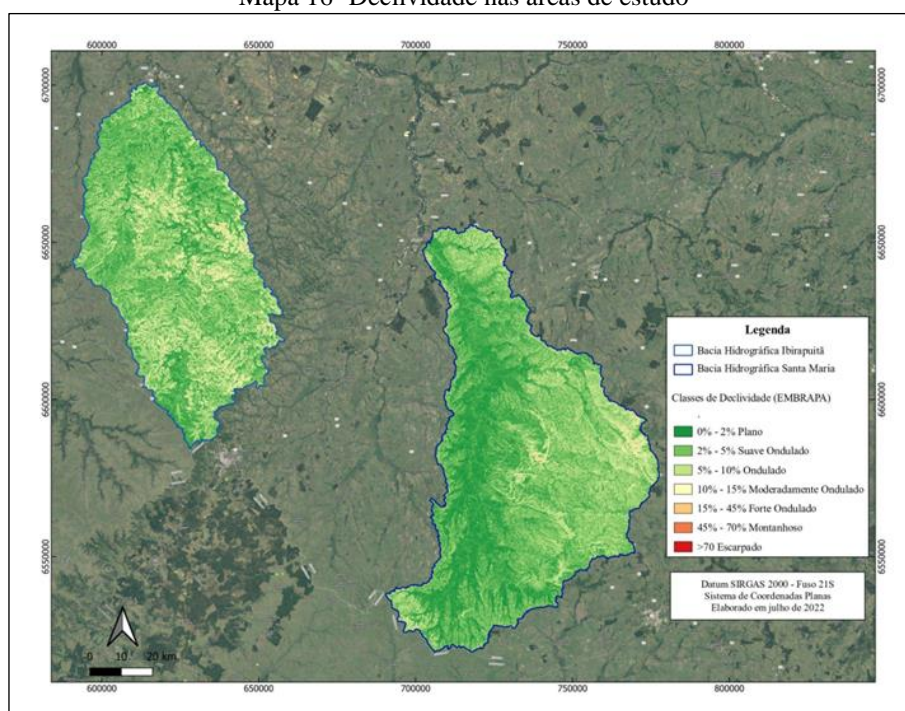 Mapa 16- Declividade nas áreas de estudo
600000 650000 700000 750000 800000
6700000 6700000
6650000 6650000
6600000 6600000
6550000 6550000
Legenda
Bacia Hidrográfica Ibirapuitã
Bacia Hidrográfica Santa Maria
Classes de Declividade (EMBRAPA)
0% - 2% Plano
2% - 5% Suave Ondulado
5% - 10% Ondulado
10% - 15% Moderadamente Ondulado
15% - 45% Forte Ondulado
45% - 70% Montanhoso
>70 Escarpado
Datum SIRGAS 2000 - Fuso 21S
Sistema de Coordenadas Planas
Elaborado em julho de 2022
0 10 20 km
600000 650000 700000 750000 800000